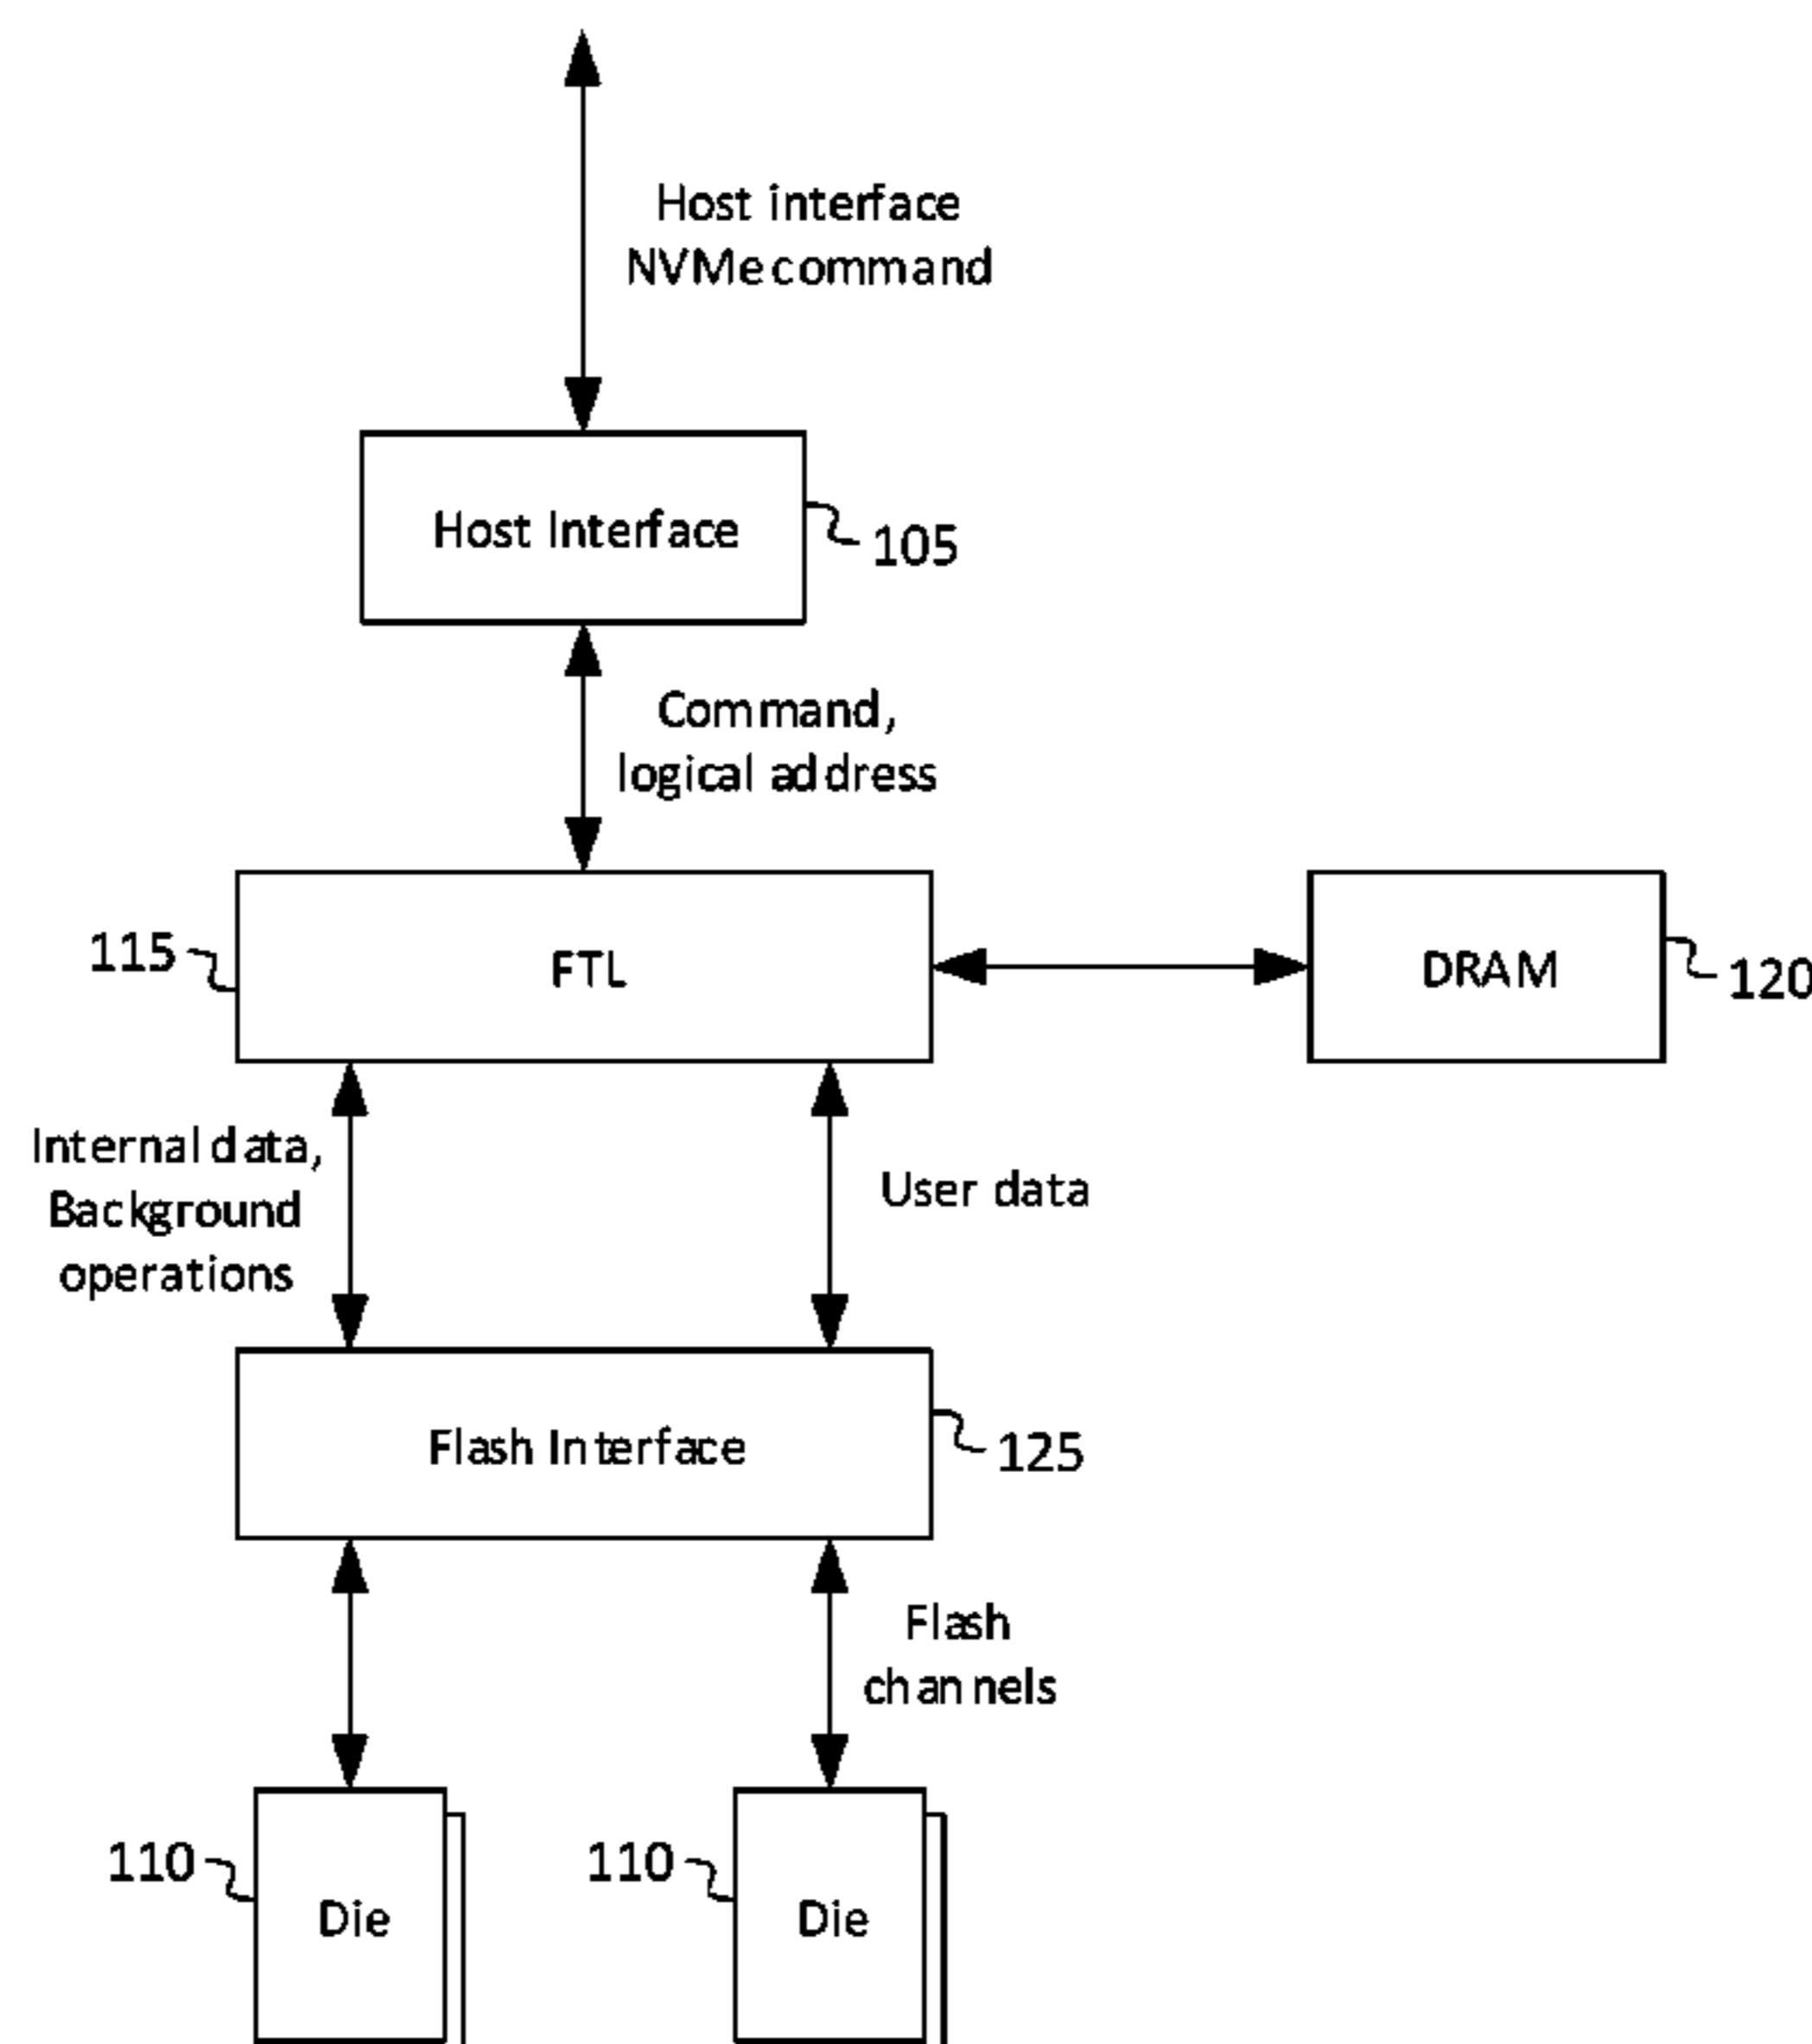 Host interface
NVMe command
Host Interface
105
Command,
logical address
115
FTL
DRAM
120
Internal data,
Background
operations
User data
Flash Interface
125
Flash
channels
110
Die
110
Die